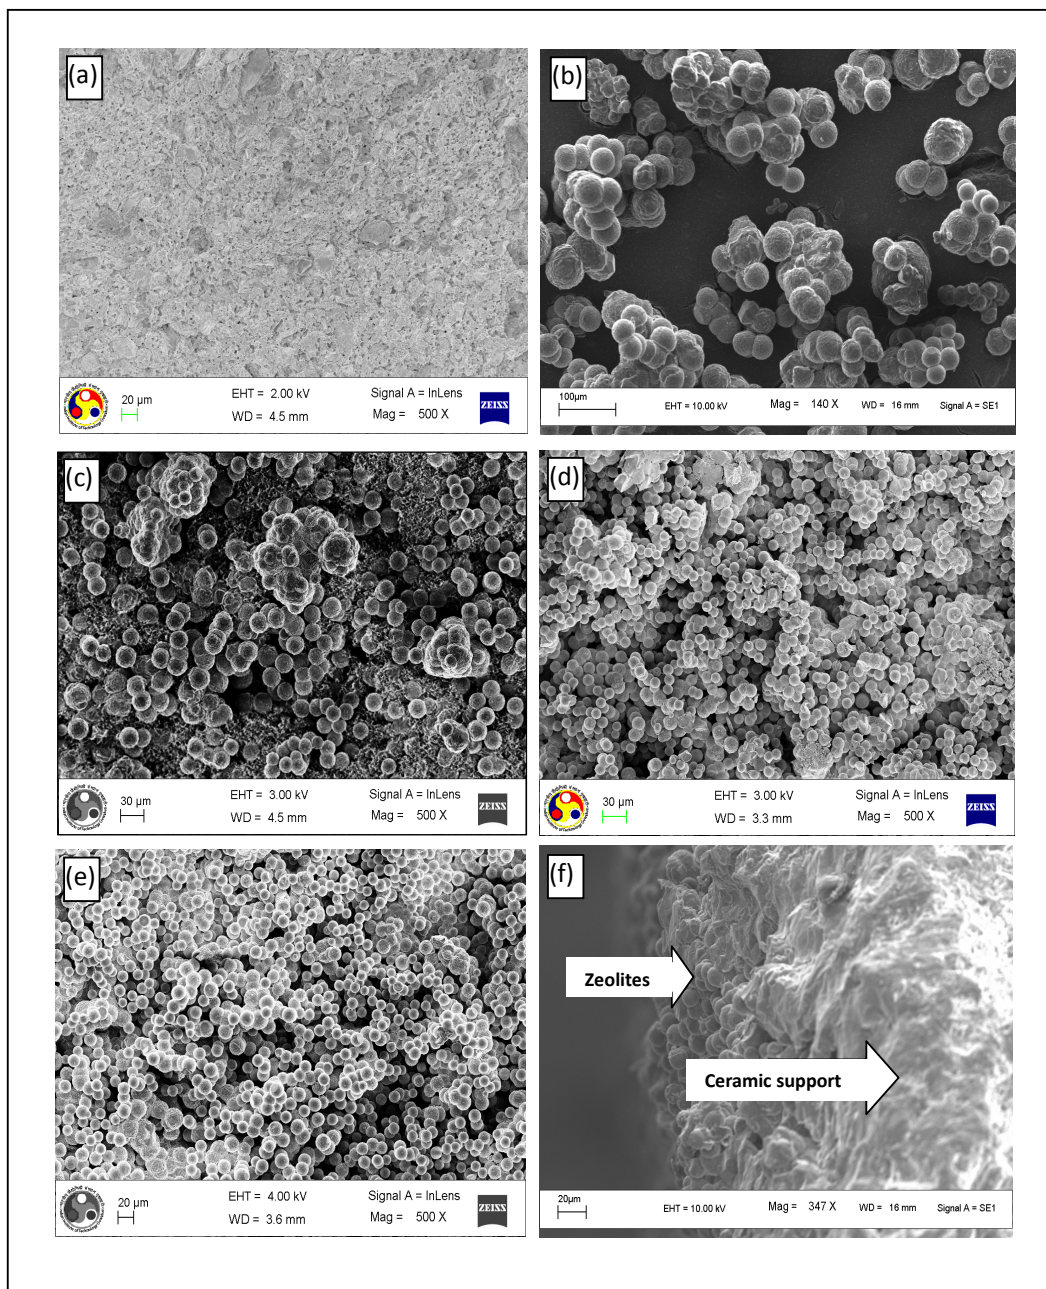 (a)
20 µm
EHT = 2.00 kV
WD = 4.5 mm
Signal A = InLens
Mag = 500 X
ZEISS
(b)
100µm
EHT = 10.00 kV
Mag = 140 X
WD = 16 mm
Signal A = SE1
(c)
30 µm
EHT = 3.00 kV
WD = 4.5 mm
Signal A = InLens
Mag = 500 X
ZEISS
(d)
30 µm
EHT = 3.00 kV
WD = 3.3 mm
Signal A = InLens
Mag = 500 X
ZEISS
(e)
20 µm
EHT = 4.00 kV
WD = 3.6 mm
Signal A = InLens
Mag = 500 X
ZEISS
(f)
Zeolites
Ceramic support
20µm
EHT = 10.00 kV
Mag = 347 X
WD = 16 mm
Signal A = SE1